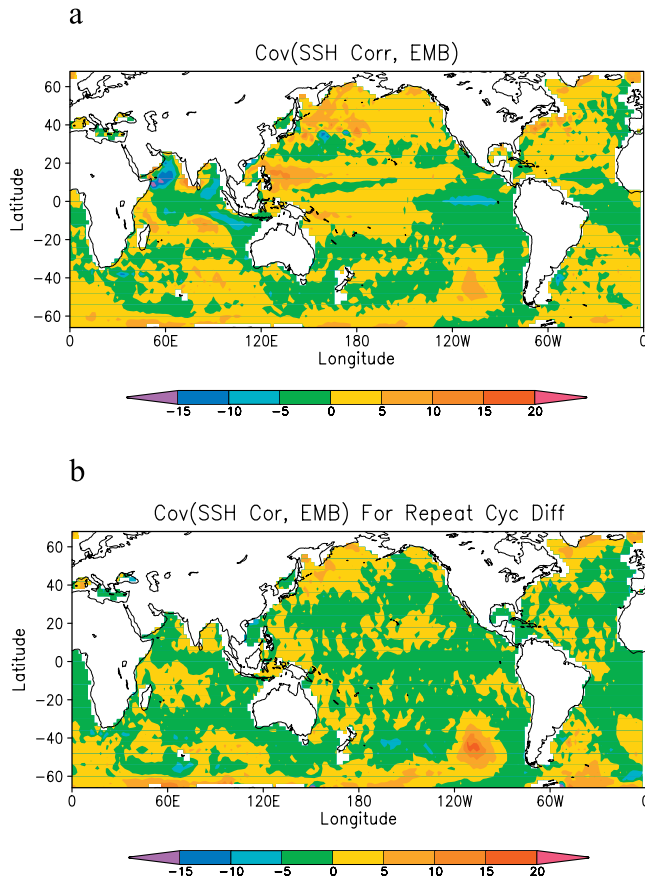 a
Cov(SSH Corr, EMB)
60
40
20
0
−20
−40
−60
Latitude
60E
120E
180
120W
60W
0
Longitude
−15 −10 −5 0 5 10 15 20
b
Cov(SSH Cor, EMB) For Repeat Cyc Diff
60
40
20
0
−20
−40
−60
Latitude
0
60E
120E
180
120W
60W
0
Longitude
−15 −10 −5 0 5 10 15 20